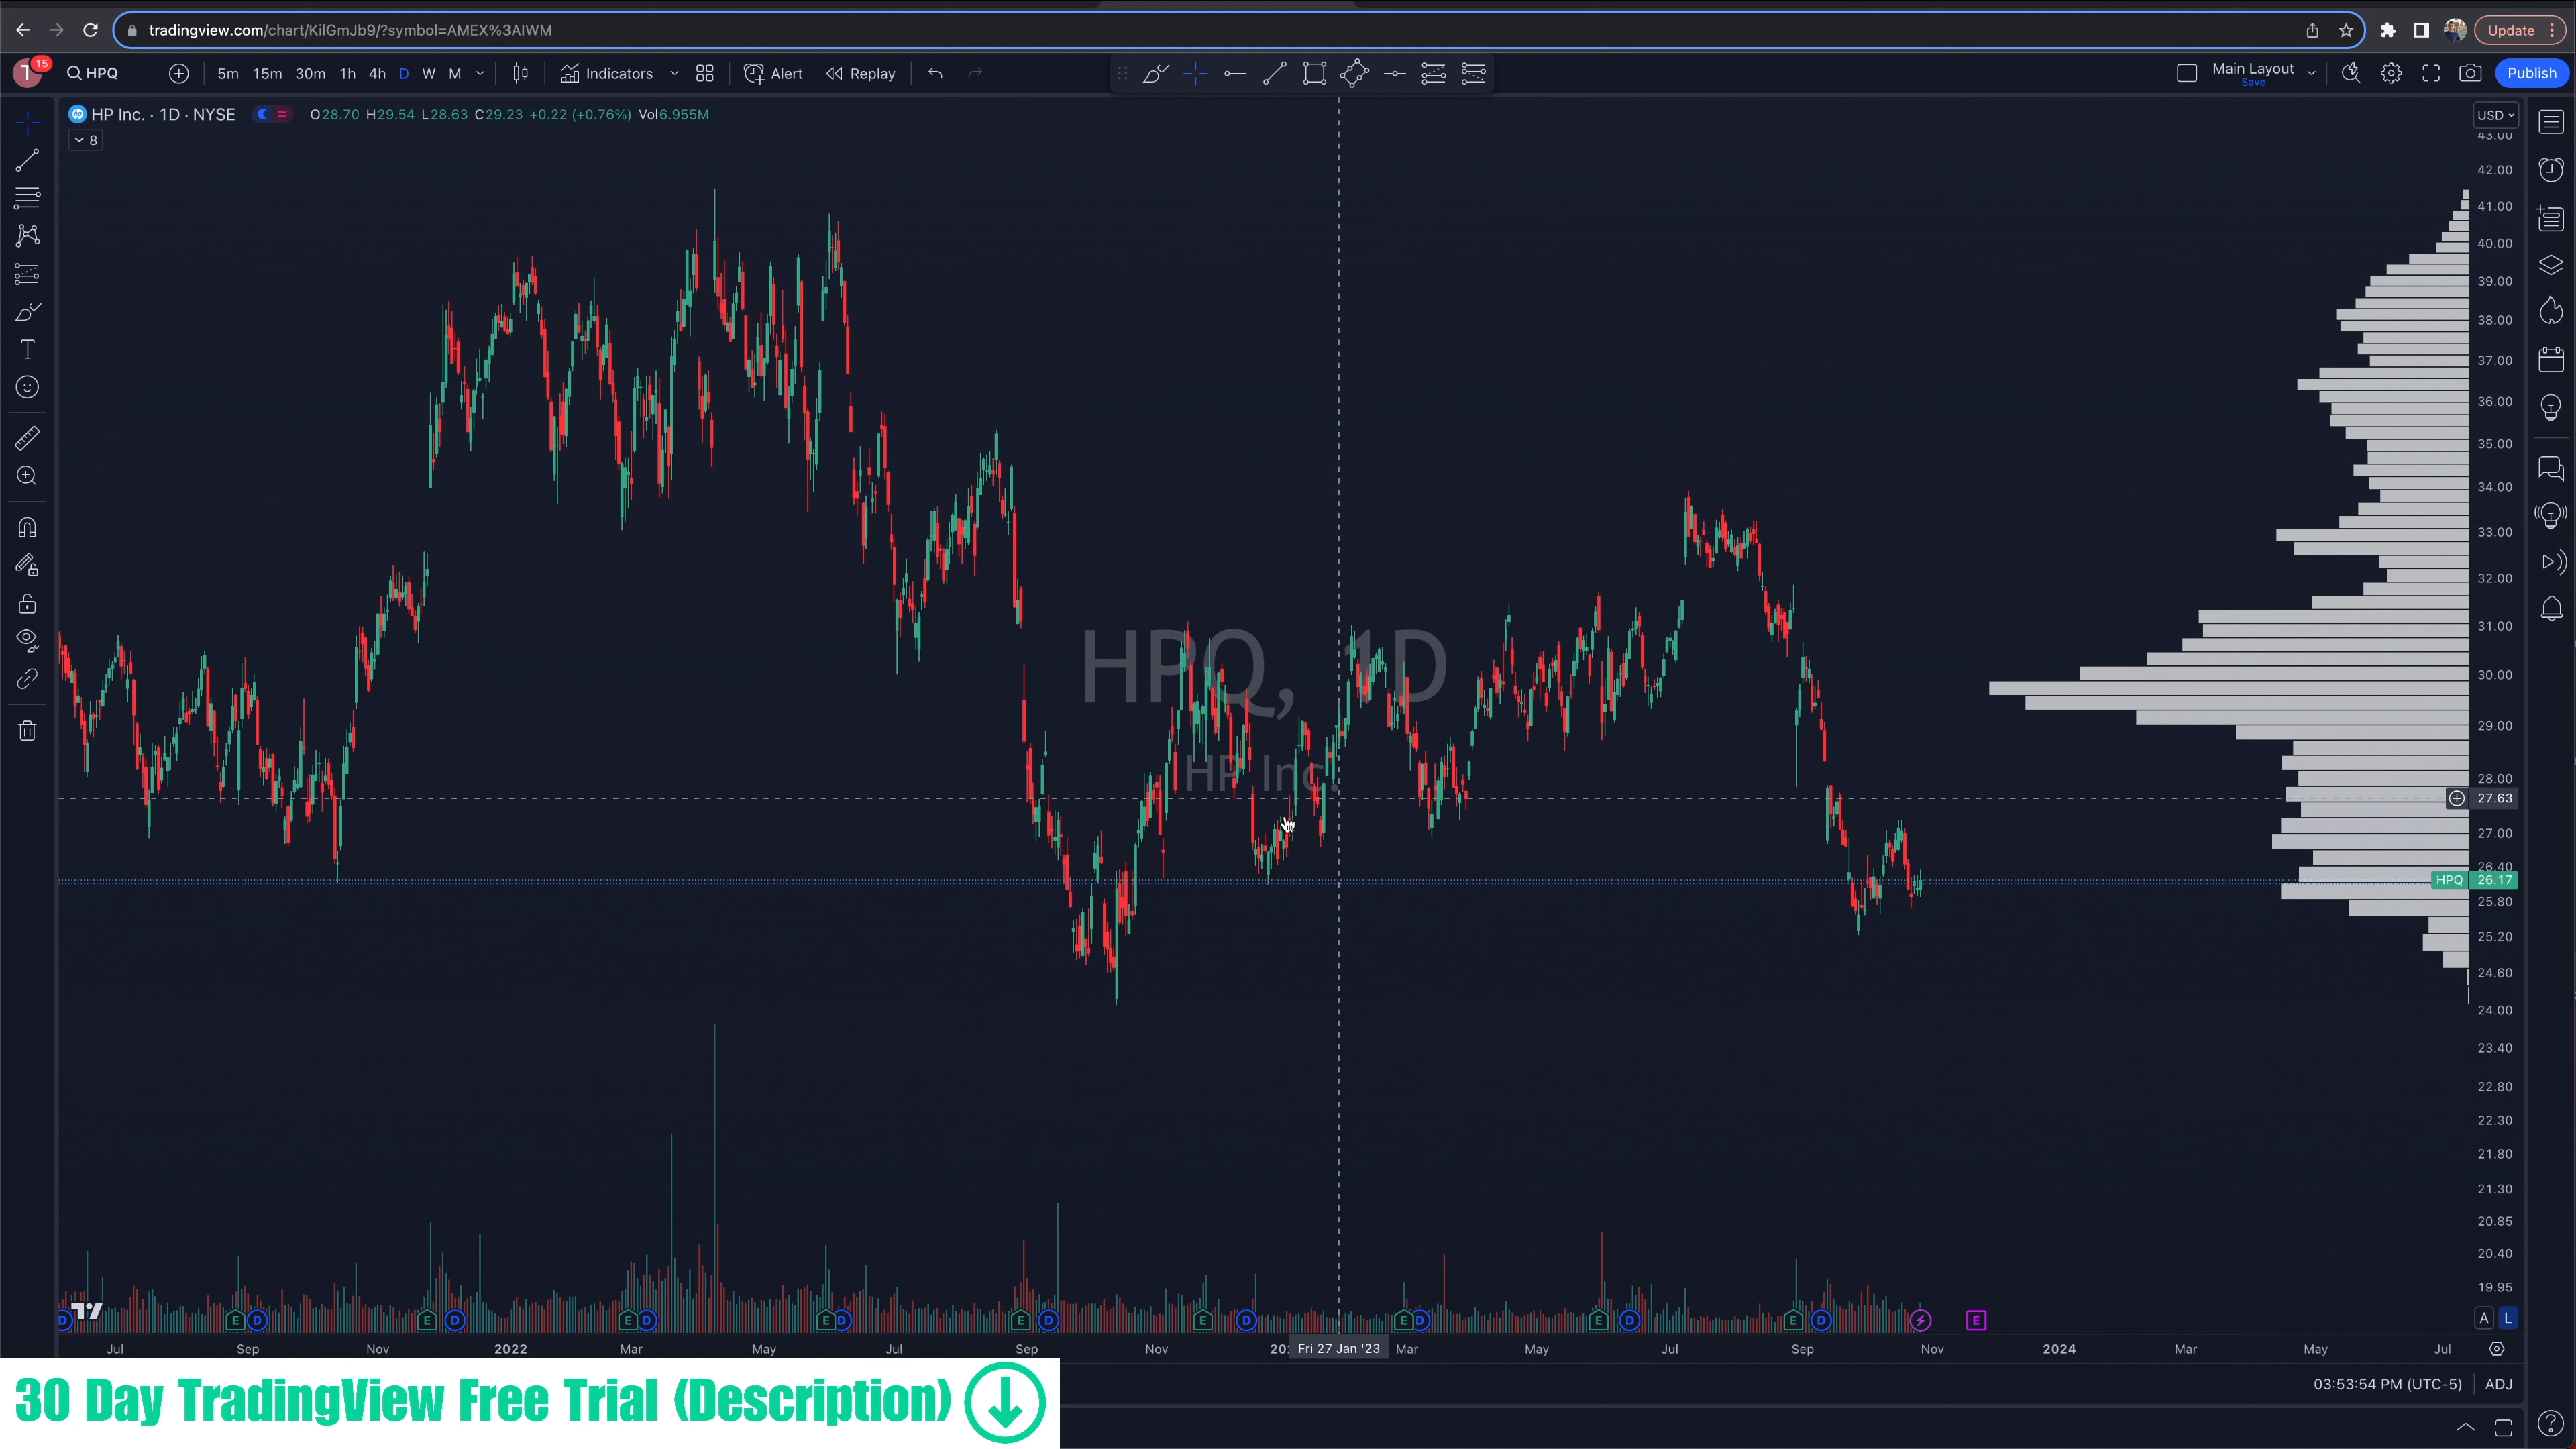 tradingview.com/chart/KilGmJb9/?symbol=AMEX%3AIWM
Update
15
HPQ
5m 15m 30m 1h 4h D W M
Indicators
Alert
Replay
Main Layout
Save
Publish
HP Inc. · 1D · NYSE
O28.70 H29.54 L28.63 C29.23 +0.22 (+0.76%) Vol6.955M
8
USD
43.00
42.00
41.00
40.00
39.00
38.00
37.00
36.00
35.00
34.00
33.00
32.00
31.00
30.00
29.00
28.00
27.63
27.00
26.40
HPQ 26.17
25.80
25.20
24.60
24.00
23.40
22.80
22.30
21.80
21.30
20.85
20.40
19.95
HPQ, 1D
HP Inc.
D E D E D E D E D E D E D E D E D E D E
A L
Jul Sep Nov 2022 Mar May Jul Sep Nov 20 Fri 27 Jan '23 Mar May Jul Sep Nov 2024 Mar May Jul
03:53:54 PM (UTC-5) ADJ
30 Day TradingView Free Trial (Description)